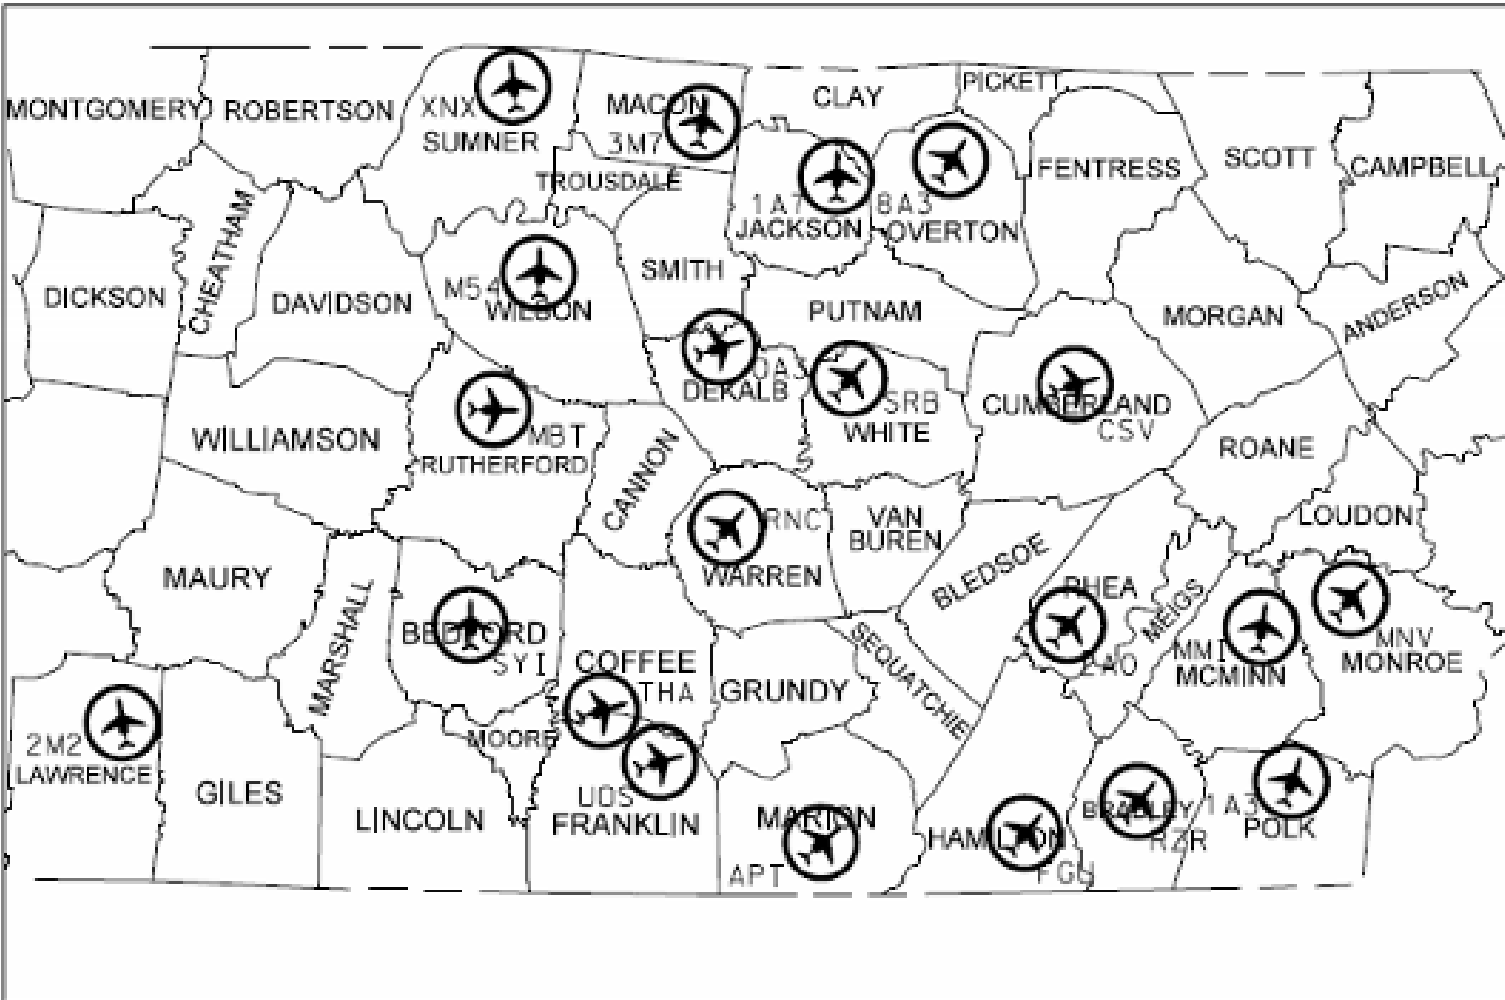 MONTGOMERY
ROBERTSON
XNX
SUMNER
MACON
3M7
TROUSDALE
CLAY
PICKETT
FENTRESS
SCOTT
CAMPBELL
1A7
JACKSON
8A3
OVERTON
DICKSON
CHEATHAM
DAVIDSON
M54
WILSON
SMITH
PUTNAM
MORGAN
ANDERSON
0A3
DEKALB
SRB
WHITE
CUMBERLAND
CSV
WILLIAMSON
MBT
RUTHERFORD
CANNON
ROANE
RNC
WARREN
VAN
BUREN
BLEDSOE
LOUDON
MAURY
MARSHALL
BEDFORD
SYI
COFFEE
THA
GRUNDY
SEQUATCHIE
RHEA
2A0
MEIGS
MMI
MCMINN
MNV
MONROE
2M2
LAWRENCE
GILES
LINCOLN
MOORE
UOS
FRANKLIN
MARION
APT
HAMILTON
FGU
BRADLEY
RZR
1A3
POLK